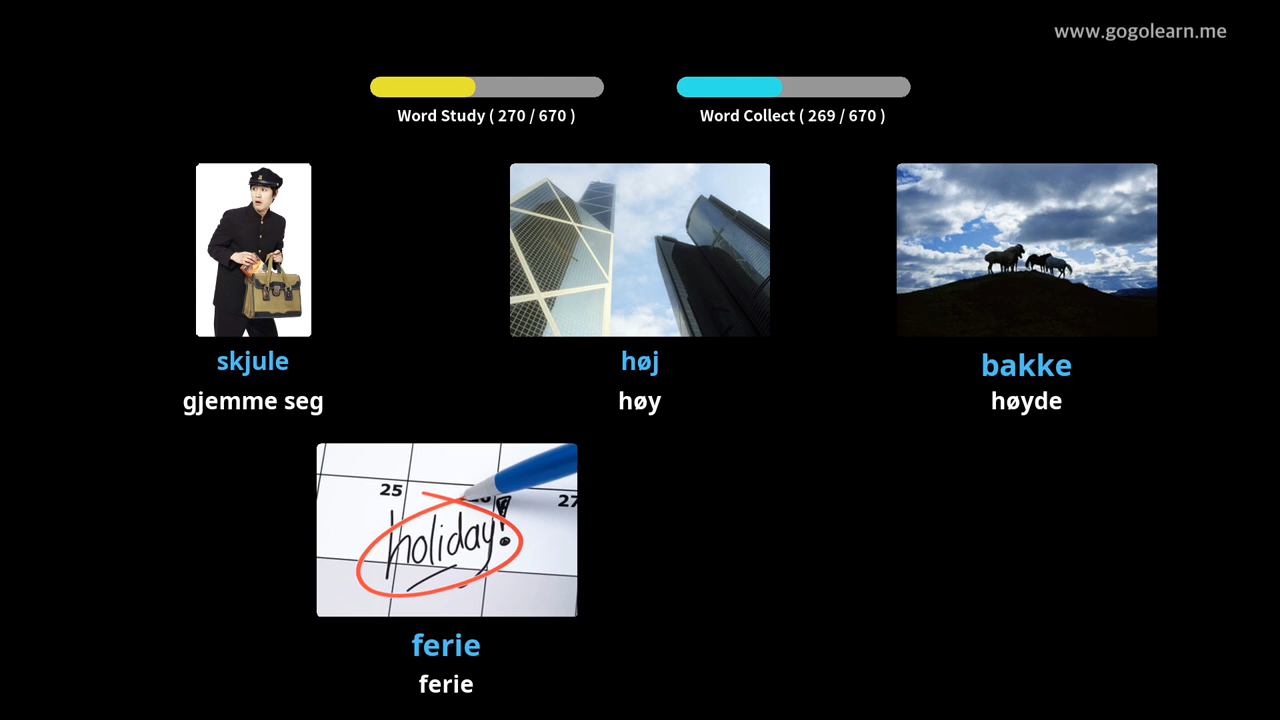 www.gogolearn.me
Word Study ( 270 / 670 )
Word Collect ( 269 / 670 )
skjule
gjemme seg
høj
høy
bakke
høyde
25
27
holiday!
ferie
ferie